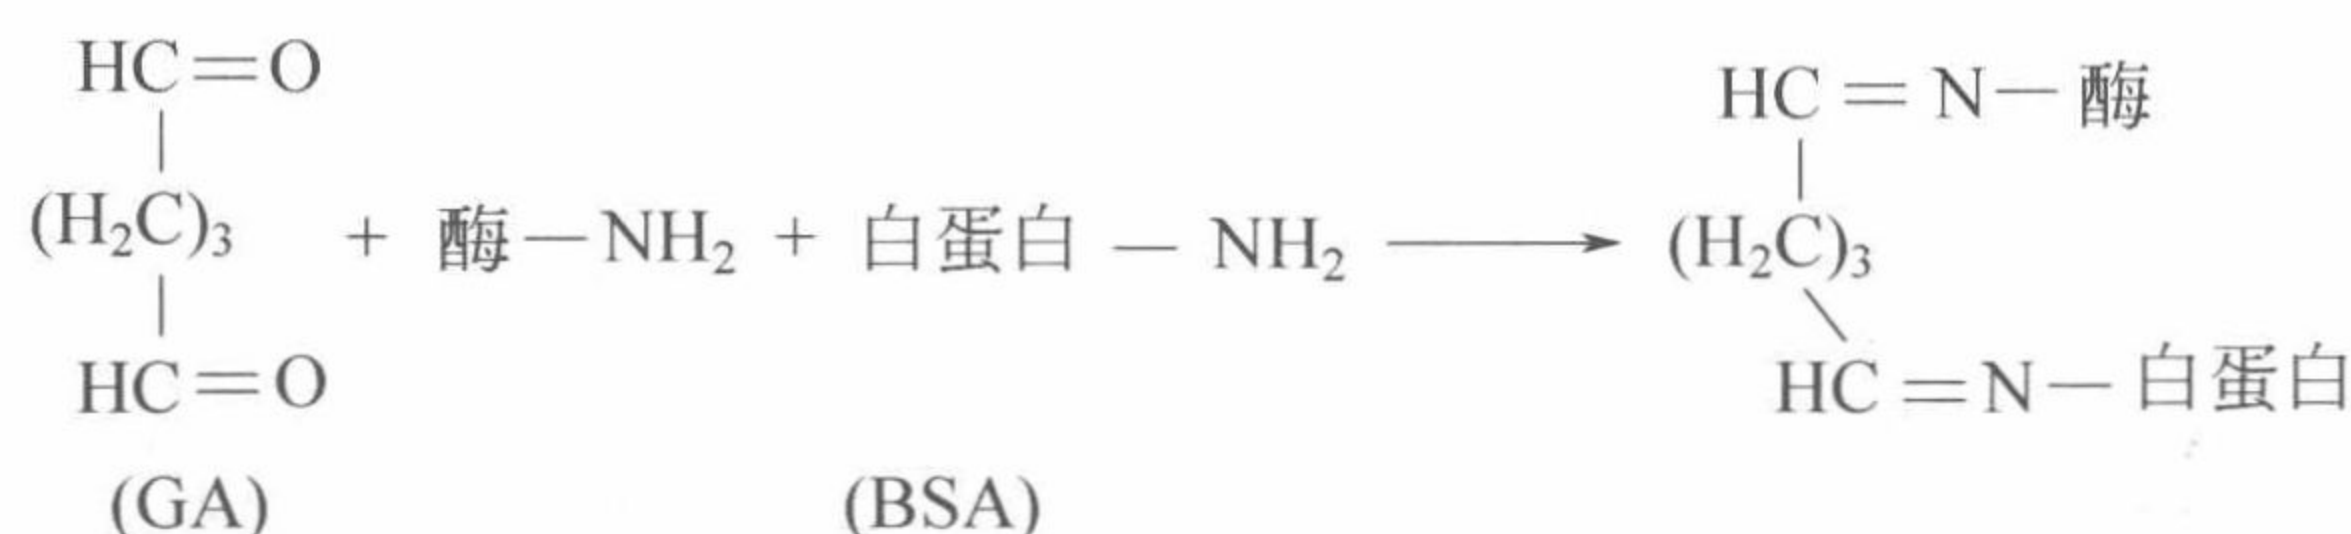 HC=O
(H₂C)₃ + 酶—NH₂ + 白蛋白—NH₂ ⟶
HC=O
(GA) (BSA)
HC=N—酶
(H₂C)₃
HC=N—白蛋白